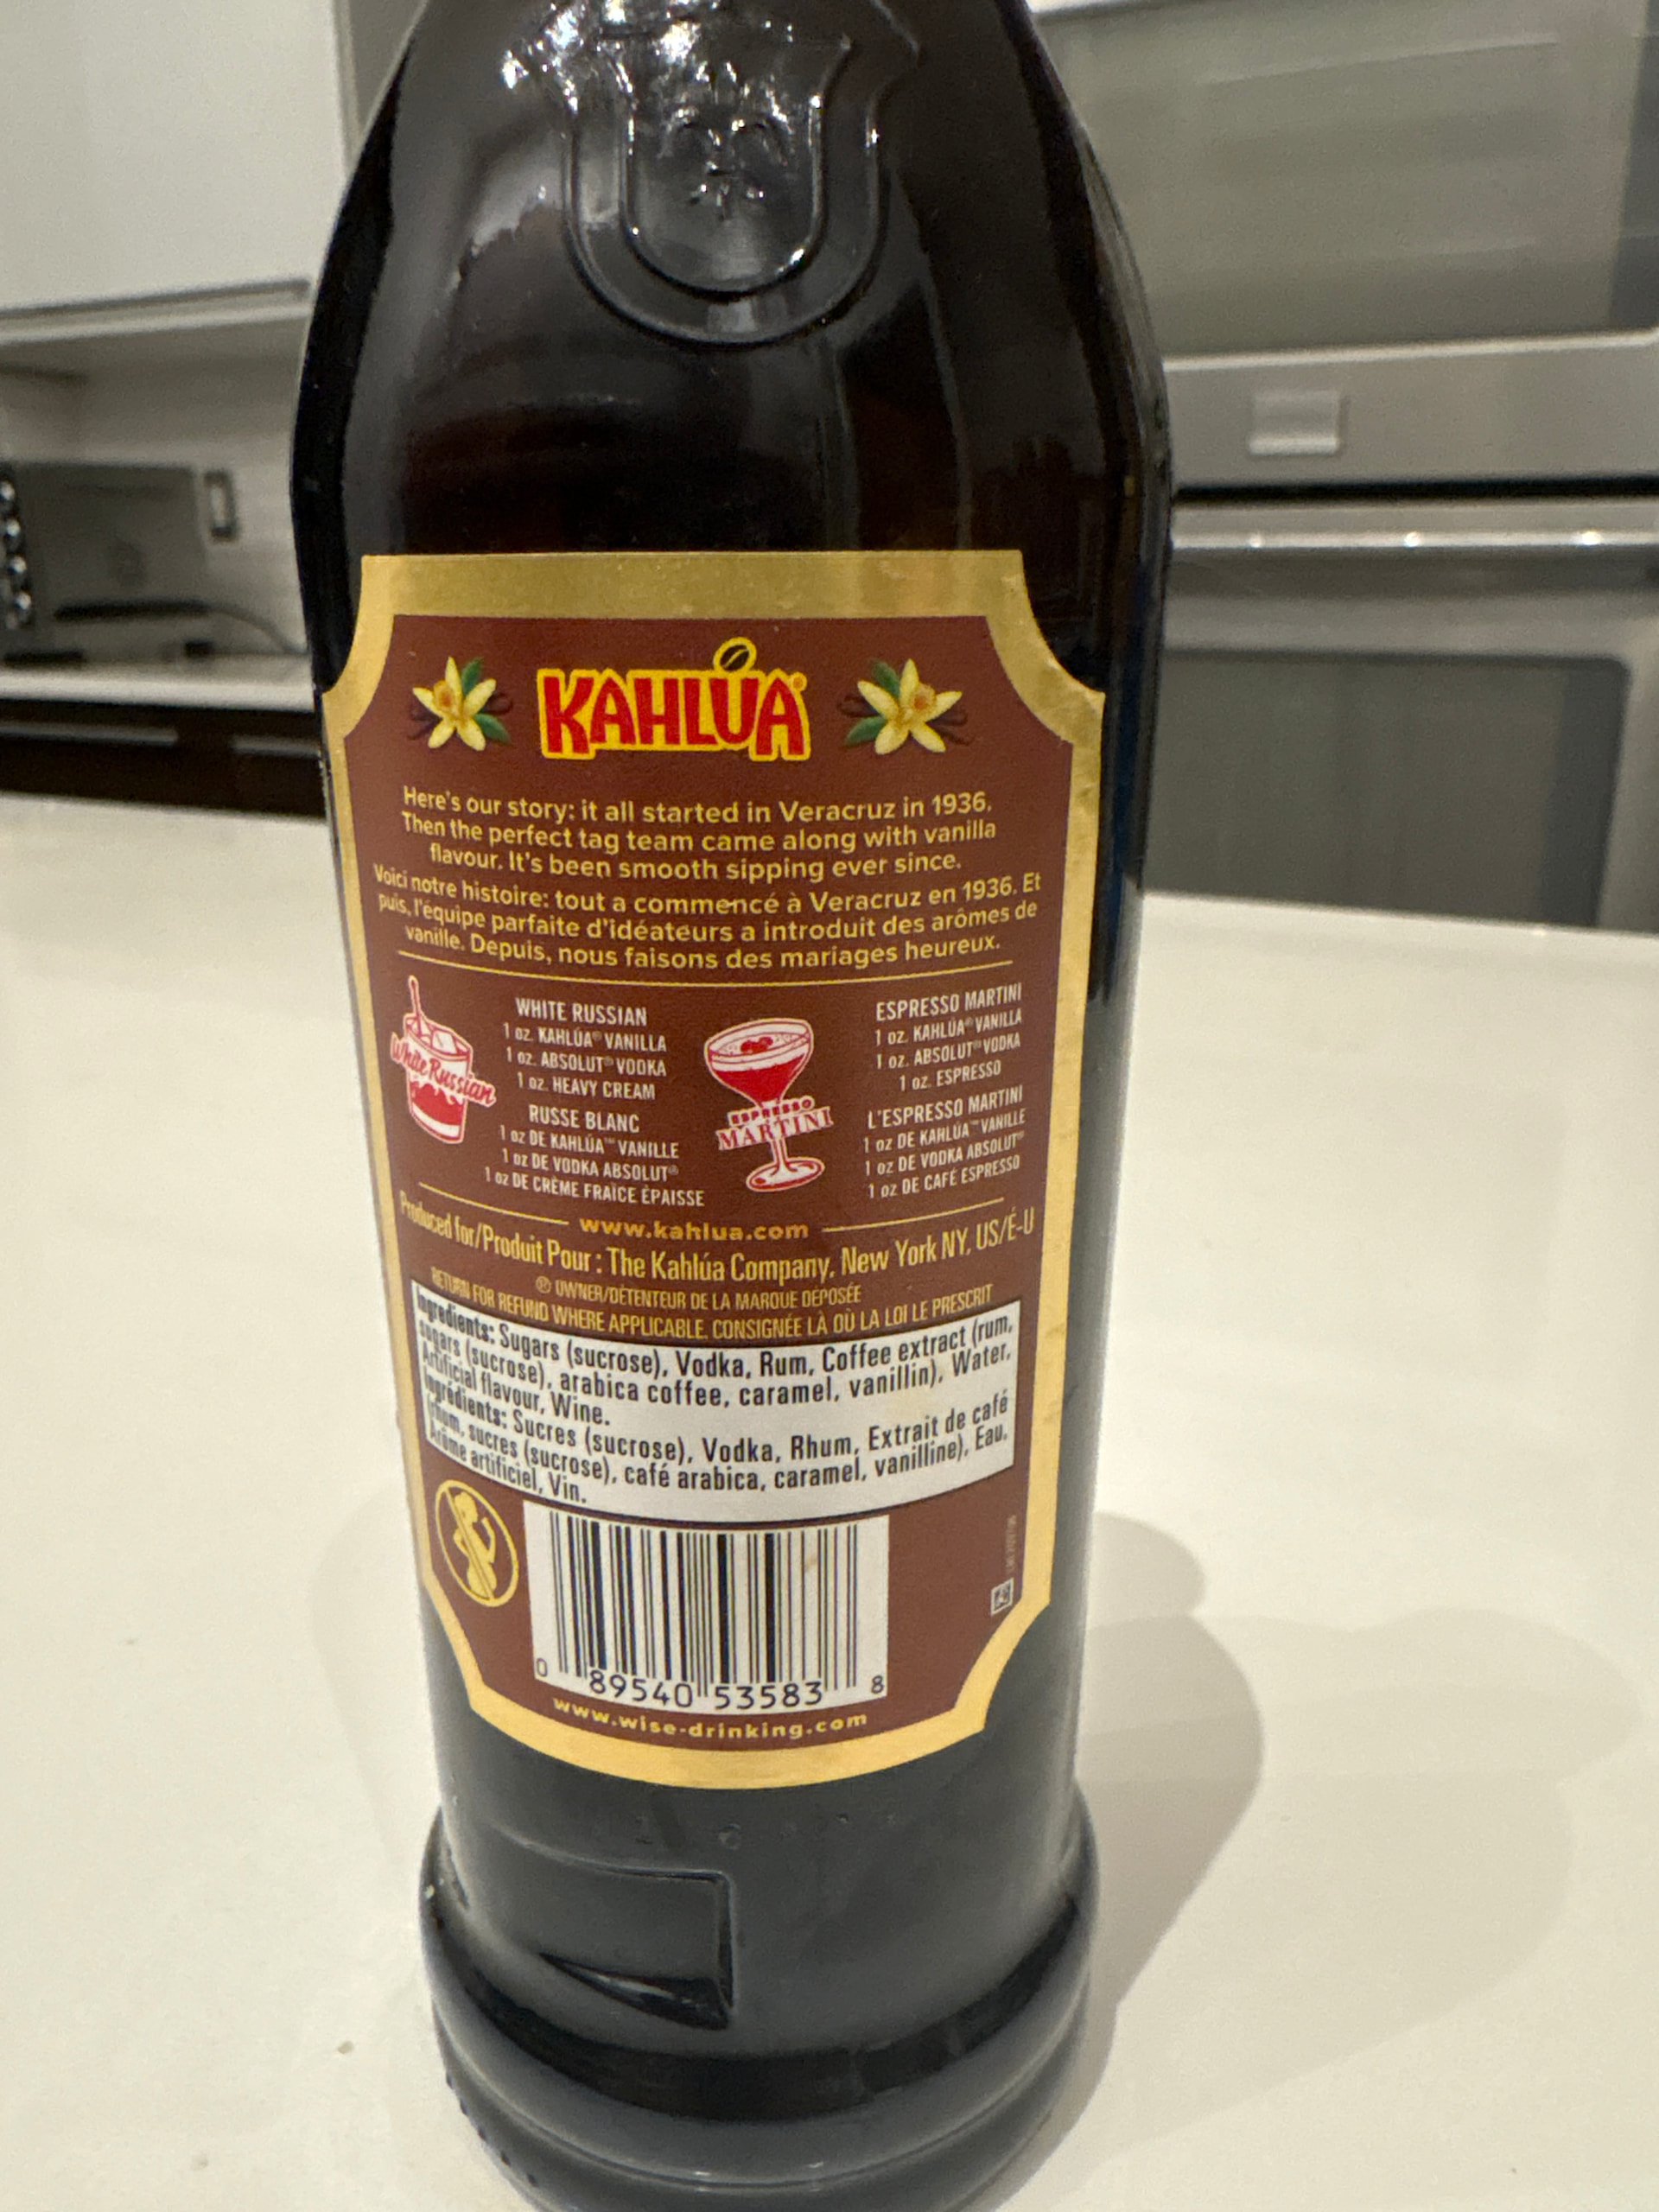 KAHLÚA®
Here's our story: it all started in Veracruz in 1936.
Then the perfect tag team came along with vanilla
flavour. It's been smooth sipping ever since.
Voici notre histoire: tout a commencé à Veracruz en 1936. Et
puis, l'équipe parfaite d'idéateurs a introduit des arômes de
vanille. Depuis, nous faisons des mariages heureux.
White Russian
WHITE RUSSIAN
1 oz. KAHLÚA® VANILLA
1 oz. ABSOLUT® VODKA
1 oz. HEAVY CREAM
RUSSE BLANC
1 oz DE KAHLÚA™ VANILLE
1 oz DE VODKA ABSOLUT®
1 oz DE CRÈME FRAÎCE ÉPAISSE
ESPRESSO
MARTINI
ESPRESSO MARTINI
1 oz. KAHLÚA® VANILLA
1 oz. ABSOLUT® VODKA
1 oz. ESPRESSO
L'ESPRESSO MARTINI
1 oz DE KAHLÚA™ VANILLE
1 oz DE VODKA ABSOLUT®
1 oz DE CAFÉ ESPRESSO
www.kahlua.com
Produced for/Produit Pour : The Kahlúa Company, New York NY, US/É-U
® OWNER/DÉTENTEUR DE LA MARQUE DÉPOSÉE
RETURN FOR REFUND WHERE APPLICABLE. CONSIGNÉE LÀ OÙ LA LOI LE PRESCRIT
Ingredients: Sugars (sucrose), Vodka, Rum, Coffee extract (rum,
sugars (sucrose), arabica coffee, caramel, vanillin), Water,
Artificial flavour, Wine.
Ingrédients: Sucres (sucrose), Vodka, Rhum, Extrait de café
(rhum, sucres (sucrose), café arabica, caramel, vanilline), Eau,
Arôme artificiel, Vin.
0 89540 53583 8
www.wise-drinking.com